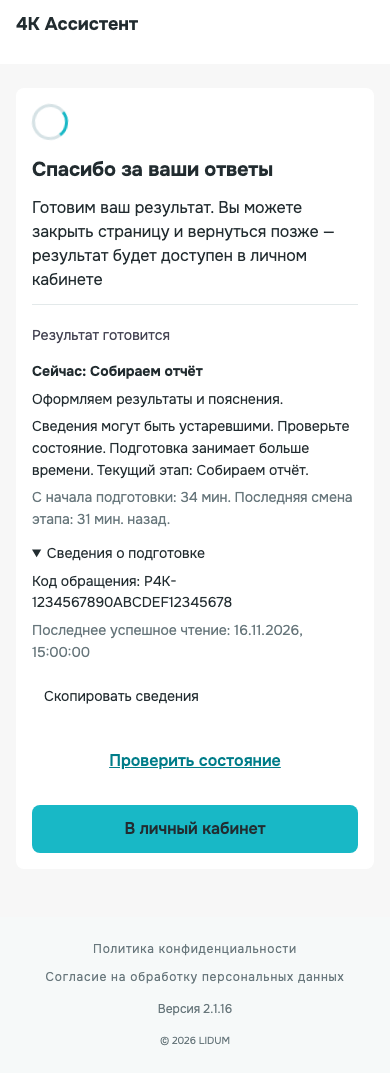 4К Ассистент
Спасибо за ваши ответы
Готовим ваш результат. Вы можете
закрыть страницу и вернуться позже —
результат будет доступен в личном
кабинете
Результат готовится
Сейчас: Собираем отчёт
Оформляем результаты и пояснения.
Сведения могут быть устаревшими. Проверьте
состояние. Подготовка занимает больше
времени. Текущий этап: Собираем отчёт.
С начала подготовки: 34 мин. Последняя смена
этапа: 31 мин. назад.
▼ Сведения о подготовке
Код обращения: P4K-
1234567890ABCDEF12345678
Последнее успешное чтение: 16.11.2026,
15:00:00
Скопировать сведения
Проверить состояние
В личный кабинет
Политика конфиденциальности
Согласие на обработку персональных данных
Версия 2.1.16
© 2026 LIDUM